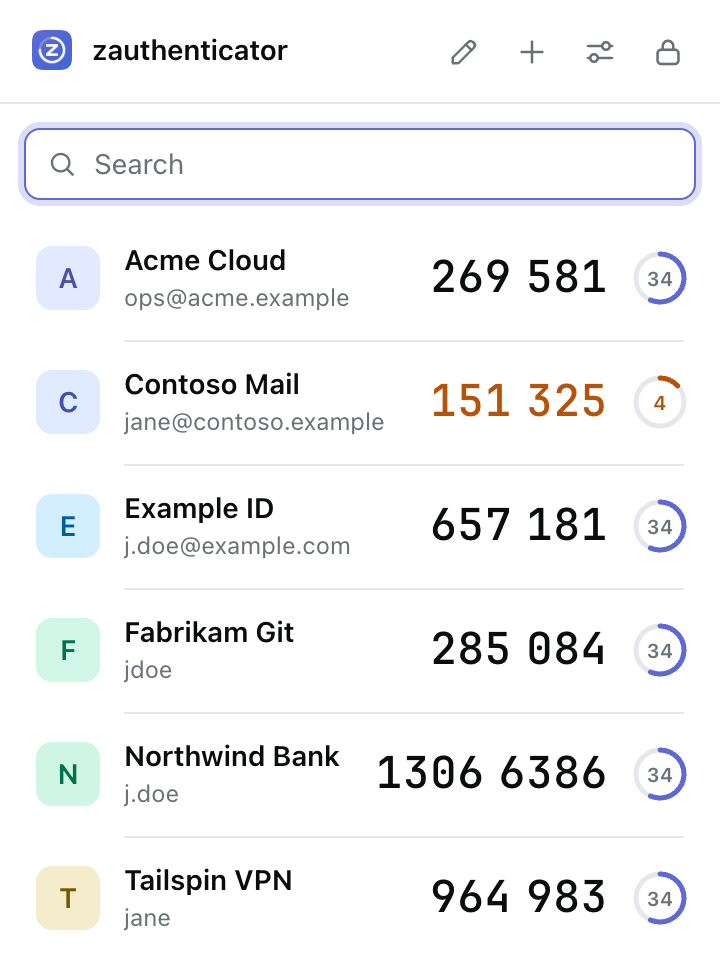 zauthenticator
Search
A
Acme Cloud
ops@acme.example
269 581
34
C
Contoso Mail
jane@contoso.example
151 325
4
E
Example ID
j.doe@example.com
657 181
34
F
Fabrikam Git
jdoe
285 084
34
N
Northwind Bank
j.doe
1306 6386
34
T
Tailspin VPN
jane
964 983
34